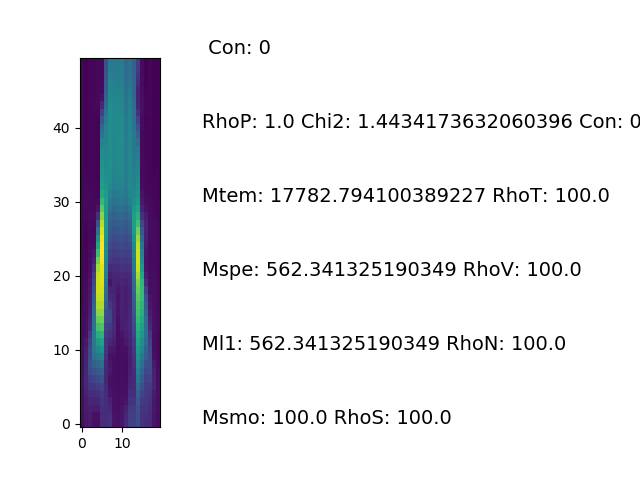 Con: 0
RhoP: 1.0 Chi2: 1.4434173632060396 Con: 0
40
Mtem: 17782.794100389227 RhoT: 100.0
30
Mspe: 562.341325190349 RhoV: 100.0
20
Ml1: 562.341325190349 RhoN: 100.0
10
Msmo: 100.0 RhoS: 100.0
0
0 10